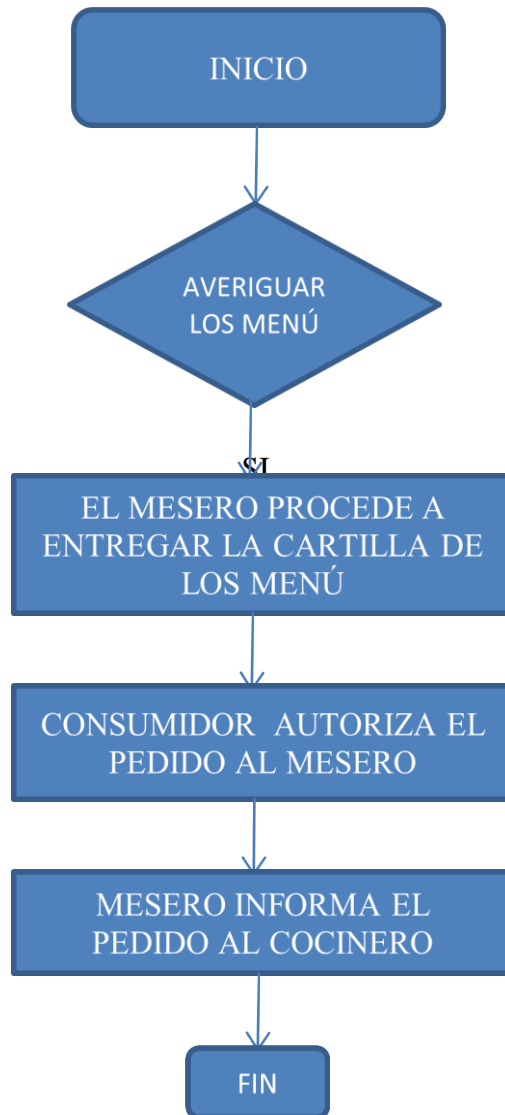 INICIO
AVERIGUAR
LOS MENÚ
SI
EL MESERO PROCEDE A
ENTREGAR LA CARTILLA DE
LOS MENÚ
CONSUMIDOR AUTORIZA EL
PEDIDO AL MESERO
MESERO INFORMA EL
PEDIDO AL COCINERO
FIN